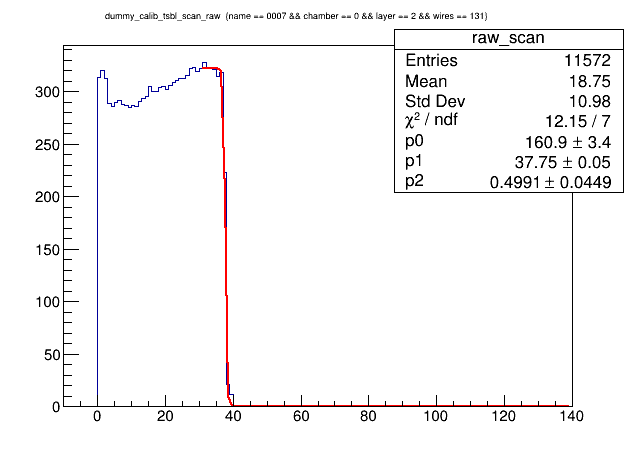 dummy_calib_tsbl_scan_raw (name == 0007 && chamber == 0 && layer == 2 && wires == 131)
raw_scan
Entries 11572
Mean 18.75
Std Dev 10.98
χ² / ndf 12.15 / 7
p0 160.9 ± 3.4
p1 37.75 ± 0.05
p2 0.4991 ± 0.0449
300
250
200
150
100
50
0
0 20 40 60 80 100 120 140